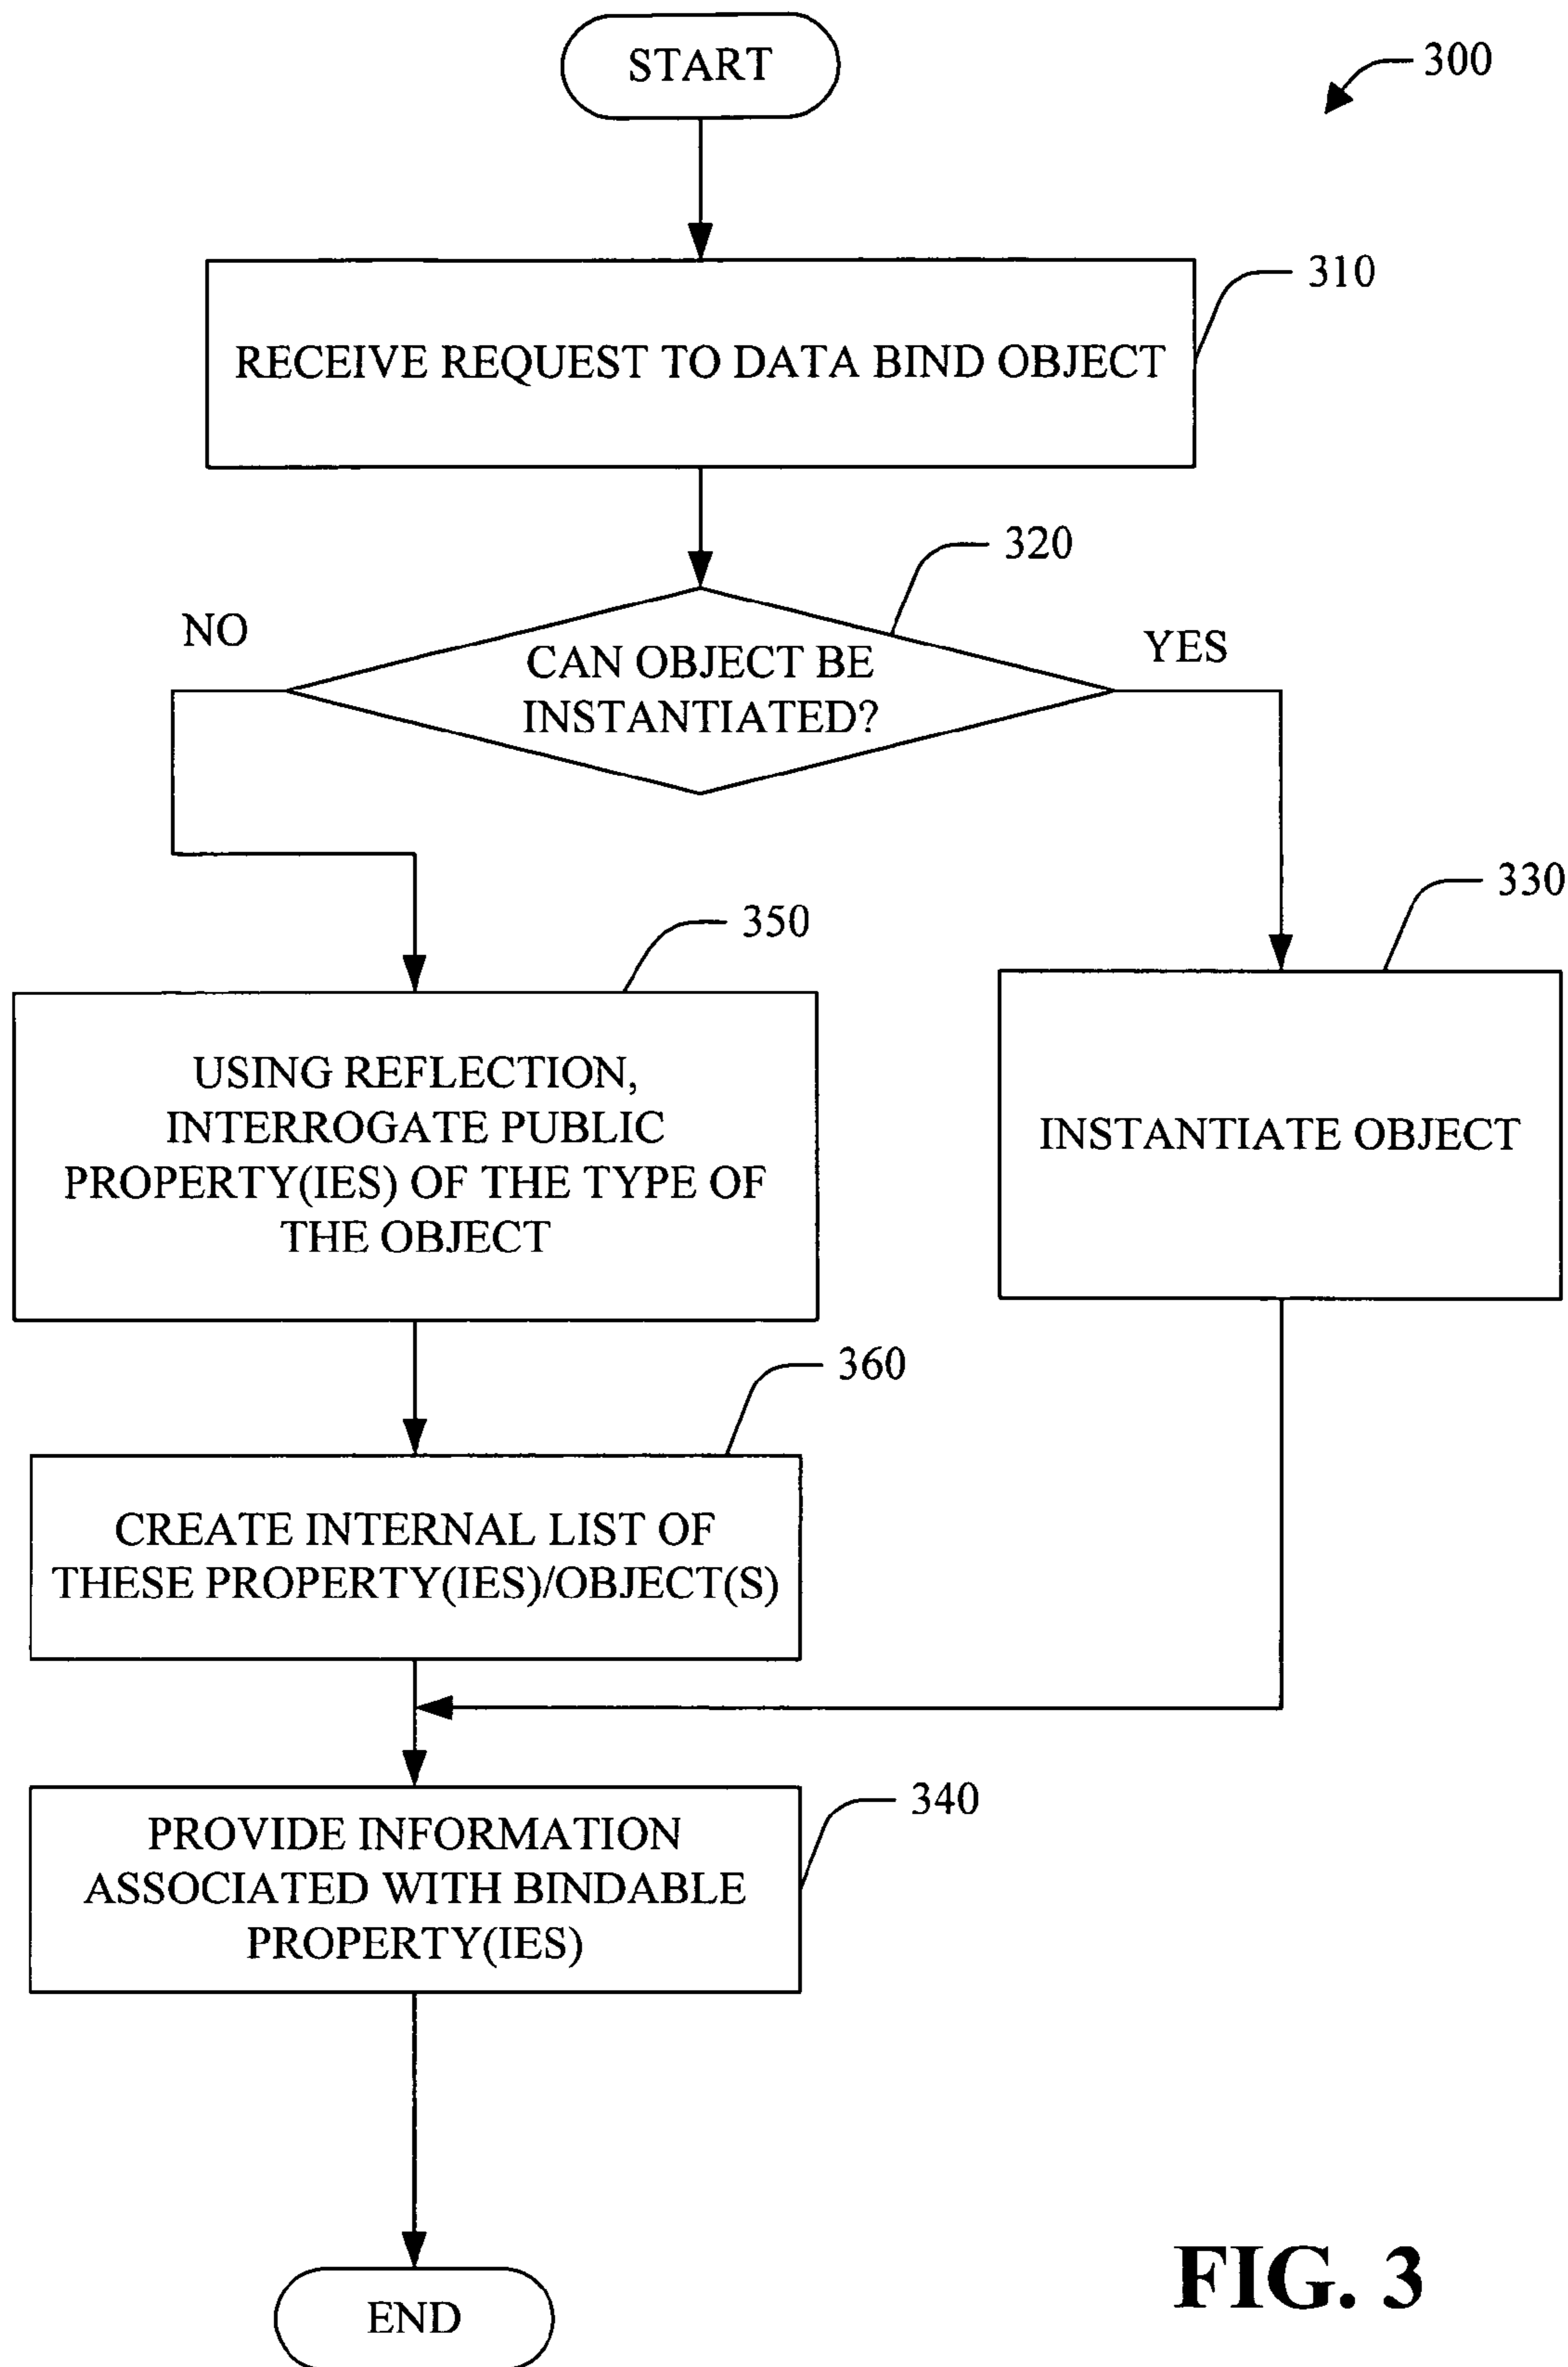 START
300
310
RECEIVE REQUEST TO DATA BIND OBJECT
320
NO
YES
CAN OBJECT BE
INSTANTIATED?
330
350
USING REFLECTION,
INTERROGATE PUBLIC
PROPERTY(IES) OF THE TYPE OF
THE OBJECT
INSTANTIATE OBJECT
360
CREATE INTERNAL LIST OF
THESE PROPERTY(IES)/OBJECT(S)
340
PROVIDE INFORMATION
ASSOCIATED WITH BINDABLE
PROPERTY(IES)
END
FIG. 3